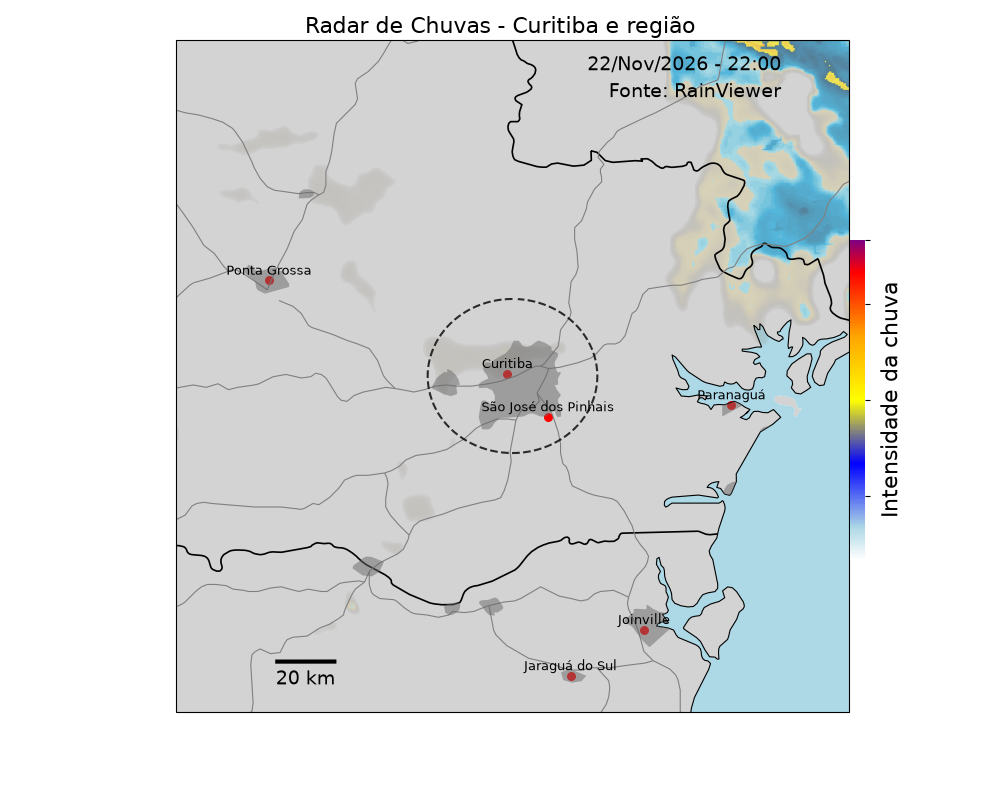 Radar de Chuvas - Curitiba e região
22/Nov/2026 - 22:00
Fonte: RainViewer
Ponta Grossa
Curitiba
São José dos Pinhais
Paranaguá
Joinville
Jaraguá do Sul
20 km
Intensidade da chuva